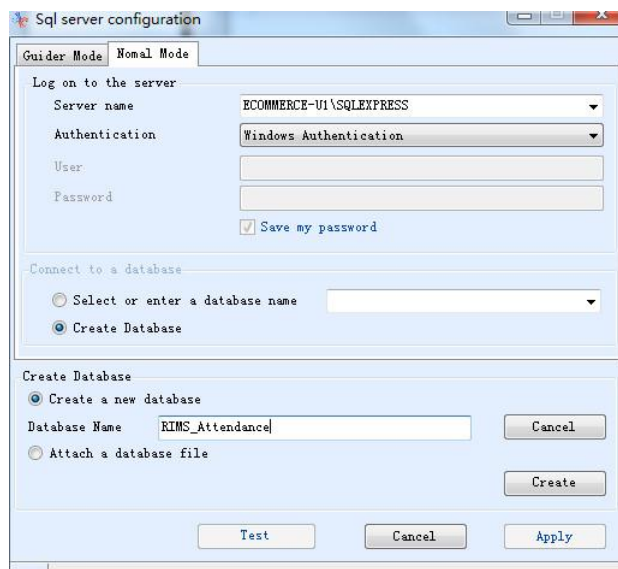 Sql server configuration
Guider Mode Nomal Mode
Log on to the server
Server name ECOMMERCE-U1\SQLEXPRESS
Authentication Windows Authentication
User
Password
Save my password
Connect to a database
Select or enter a database name
Create Database
Create Database
Create a new database
Database Name RIMS_Attendance Cancel
Attach a database file
Create
Test Cancel Apply